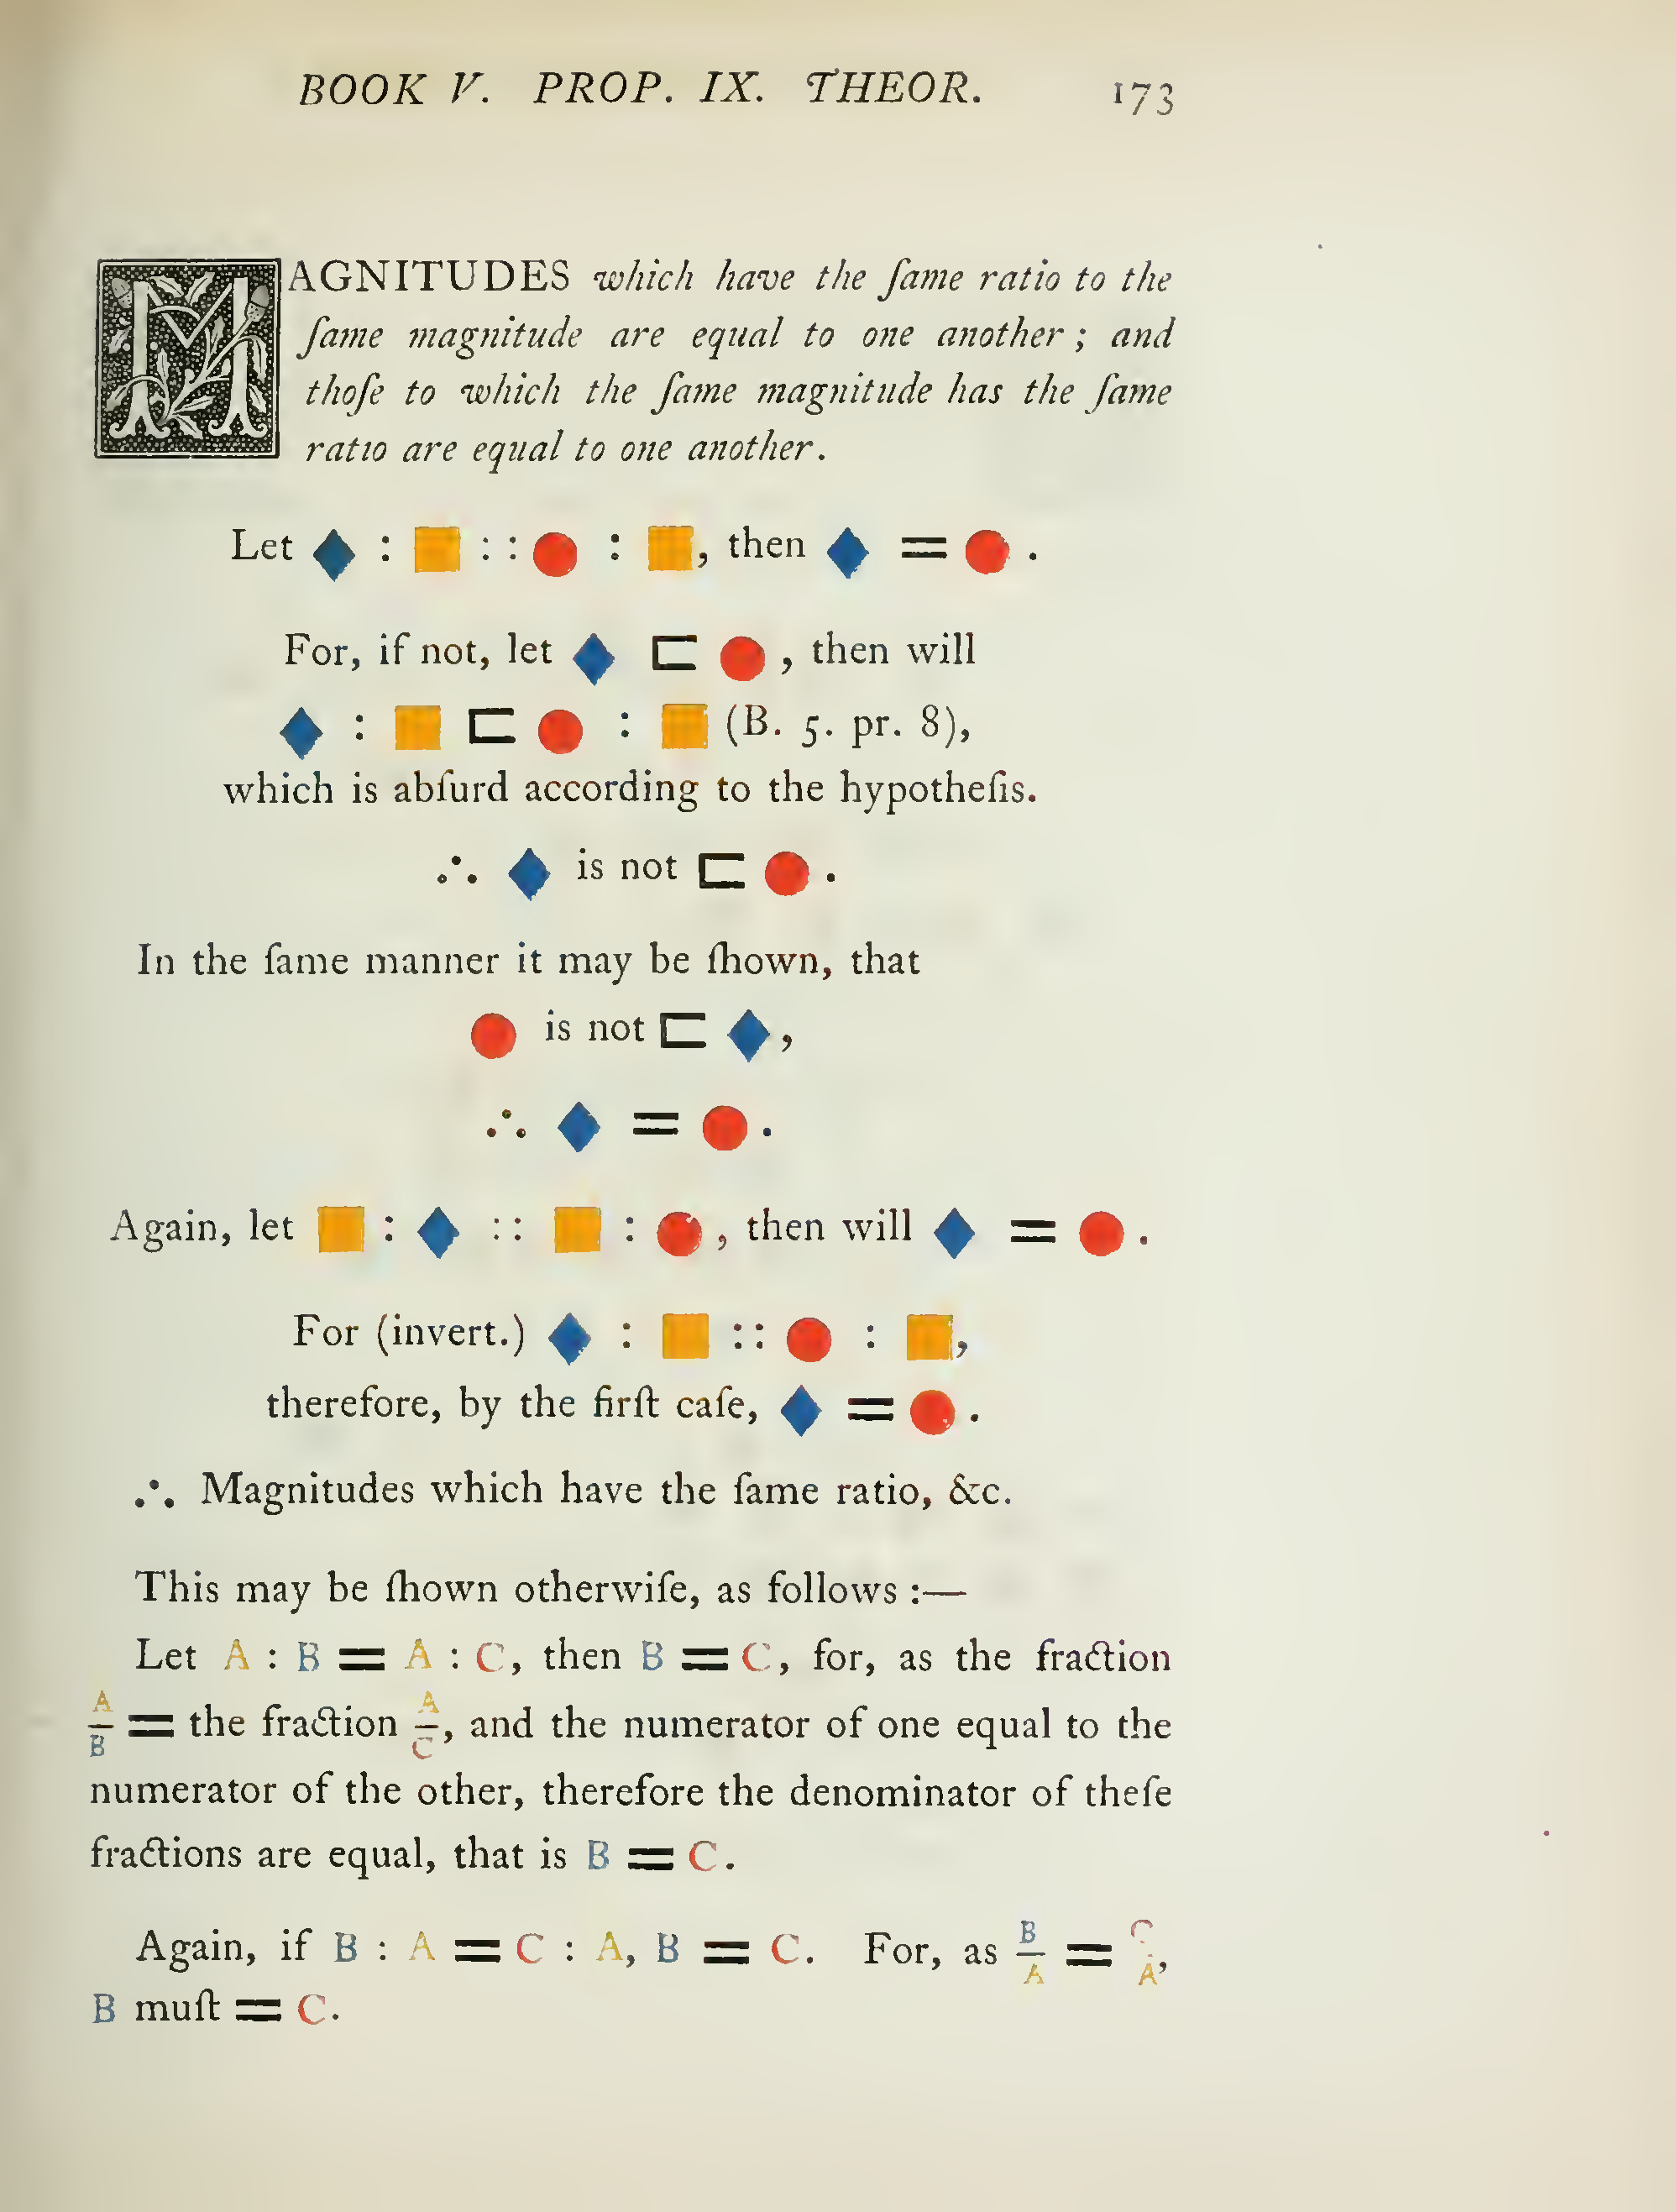 BOOK V. PROP. IX. THEOR. 173
MAGNITUDES which have the ſame ratio to the
ſame magnitude are equal to one another; and
thoſe to which the ſame magnitude has the ſame
ratio are equal to one another.
Let ◆ : ■ :: ● : ■, then ◆ = ●.
For, if not, let ◆ ⊏ ●, then will
◆ : ■ ⊏ ● : ■ (B. 5. pr. 8),
which is abſurd according to the hypotheſis.
∴ ◆ is not ⊏ ●.
In the ſame manner it may be ſhown, that
● is not ⊏ ◆,
∴ ◆ = ●.
Again, let ■ : ◆ :: ■ : ●, then will ◆ = ●.
For (invert.) ◆ : ■ :: ● : ■,
therefore, by the firſt caſe, ◆ = ●.
∴ Magnitudes which have the ſame ratio, &c.
This may be ſhown otherwiſe, as follows :—
Let A : B = A : C, then B = C, for, as the fraction
A/B = the fraction A/C, and the numerator of one equal to the
numerator of the other, therefore the denominator of theſe
fractions are equal, that is B = C.
Again, if B : A = C : A, B = C. For, as B/A = C/A,
B muſt = C.